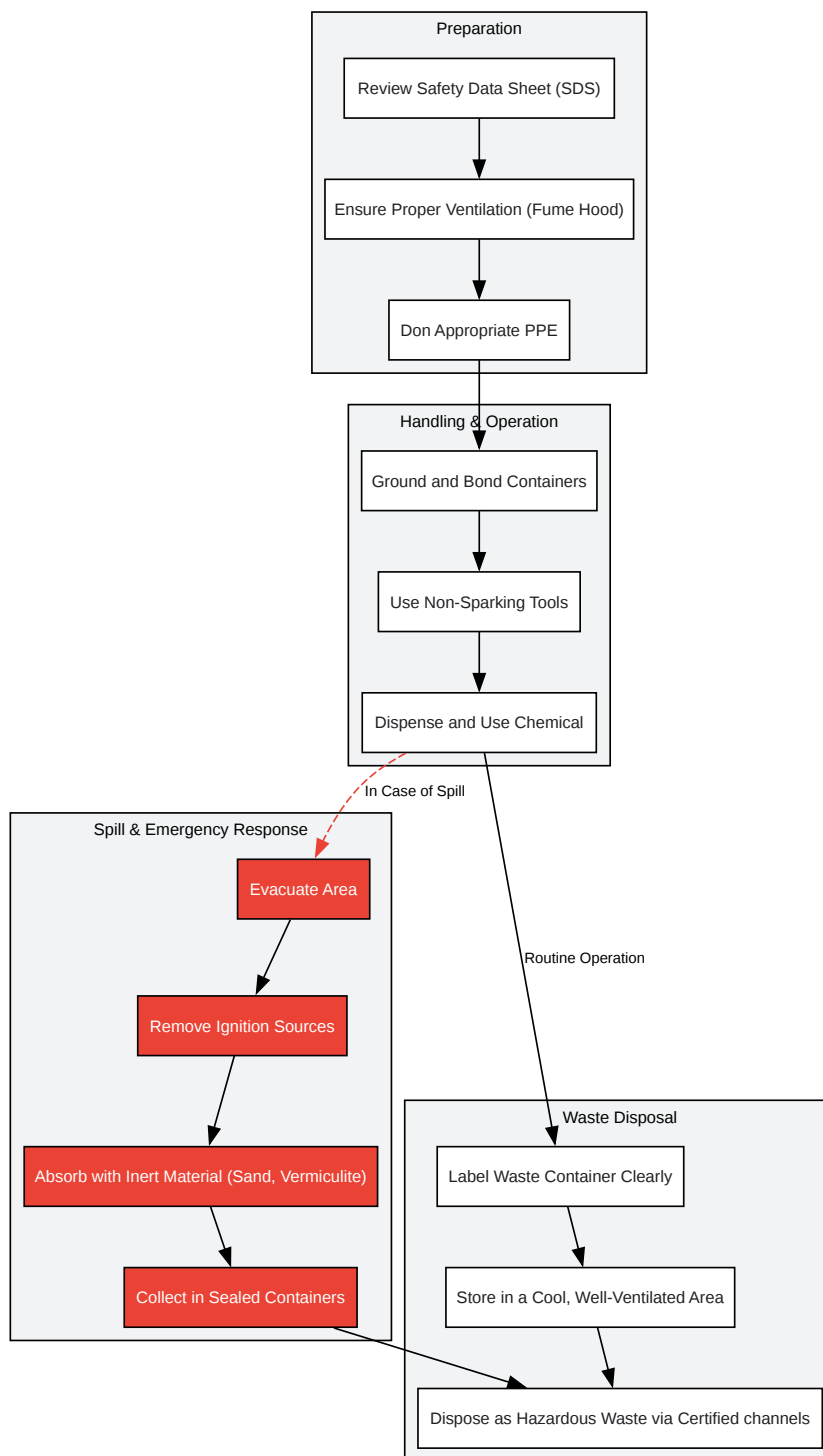 Preparation
Review Safety Data Sheet (SDS)
Ensure Proper Ventilation (Fume Hood)
Don Appropriate PPE
Handling & Operation
Ground and Bond Containers
Use Non-Sparking Tools
Dispense and Use Chemical
In Case of Spill
Spill & Emergency Response
Evacuate Area
Routine Operation
Remove Ignition Sources
Waste Disposal
Absorb with Inert Material (Sand, Vermiculite)
Label Waste Container Clearly
Collect in Sealed Containers
Store in a Cool, Well-Ventilated Area
Dispose as Hazardous Waste via Certified channels